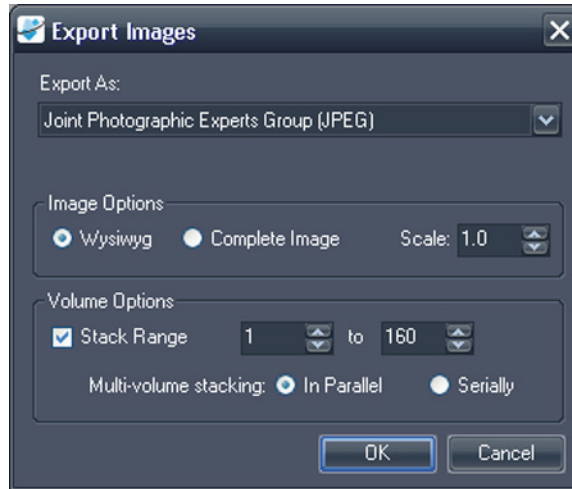 Export Images
Export As:
Joint Photographic Experts Group (JPEG)
Image Options
Wysiwyg Complete Image Scale: 1.0
Volume Options
Stack Range 1 to 160
Multi-volume stacking: In Parallel Serially
OK Cancel